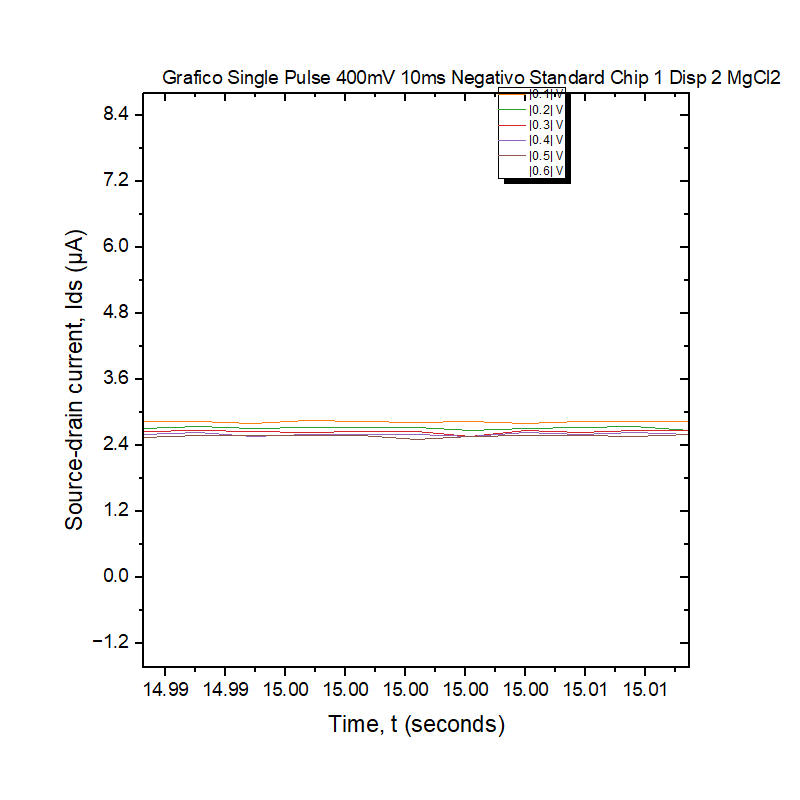 Grafico Single Pulse 400mV 10ms Negativo Standard Chip 1 Disp 2 MgCl2
|0.1| V
|0.2| V
|0.3| V
|0.4| V
|0.5| V
|0.6| V
8.4
7.2
6.0
4.8
3.6
2.4
1.2
0.0
−1.2
Source-drain current, Ids (µA)
14.99 14.99 15.00 15.00 15.00 15.00 15.00 15.01 15.01
Time, t (seconds)